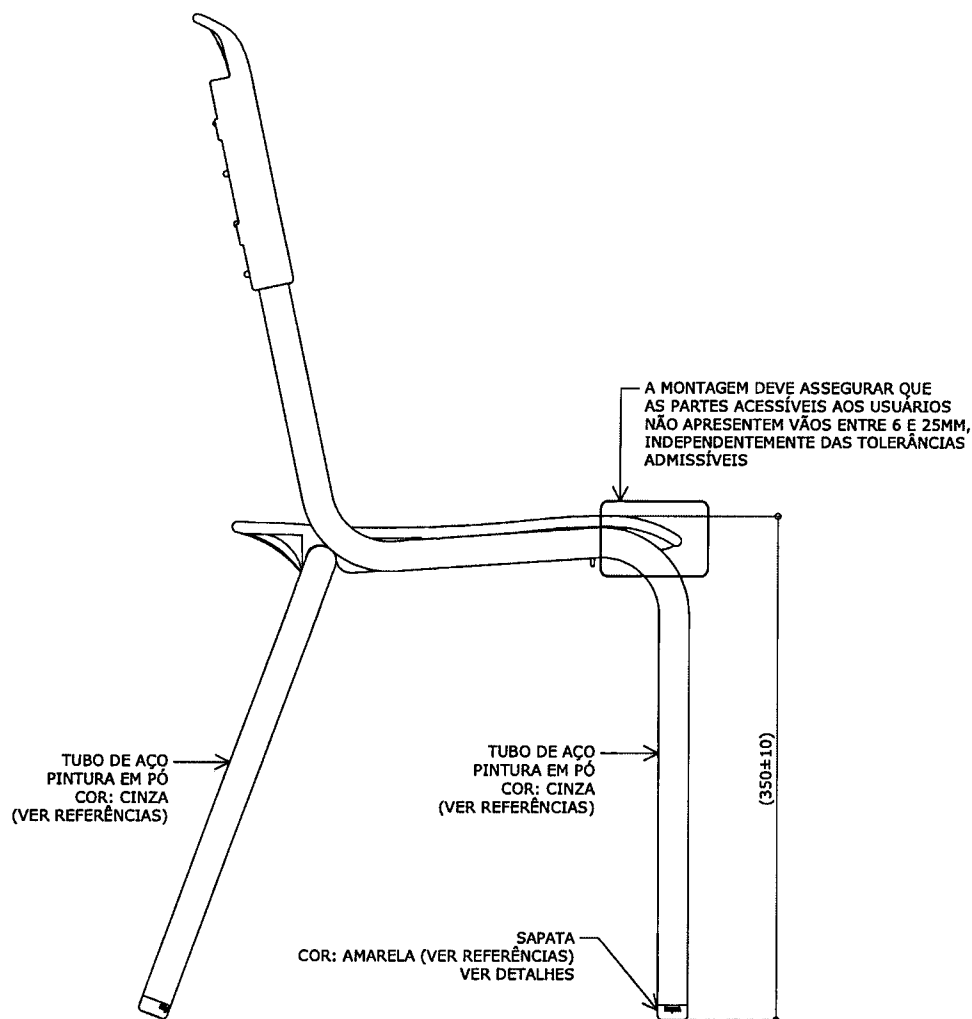 A MONTAGEM DEVE ASSEGURAR QUE
AS PARTES ACESSÍVEIS AOS USUÁRIOS
NÃO APRESENTEM VÃOS ENTRE 6 E 25MM,
INDEPENDENTEMENTE DAS TOLERÂNCIAS
ADMISSÍVEIS
TUBO DE AÇO
PINTURA EM PÓ
COR: CINZA
(VER REFERÊNCIAS)
TUBO DE AÇO
PINTURA EM PÓ
COR: CINZA
(VER REFERÊNCIAS)
(350±10)
SAPATA
COR: AMARELA (VER REFERÊNCIAS)
VER DETALHES